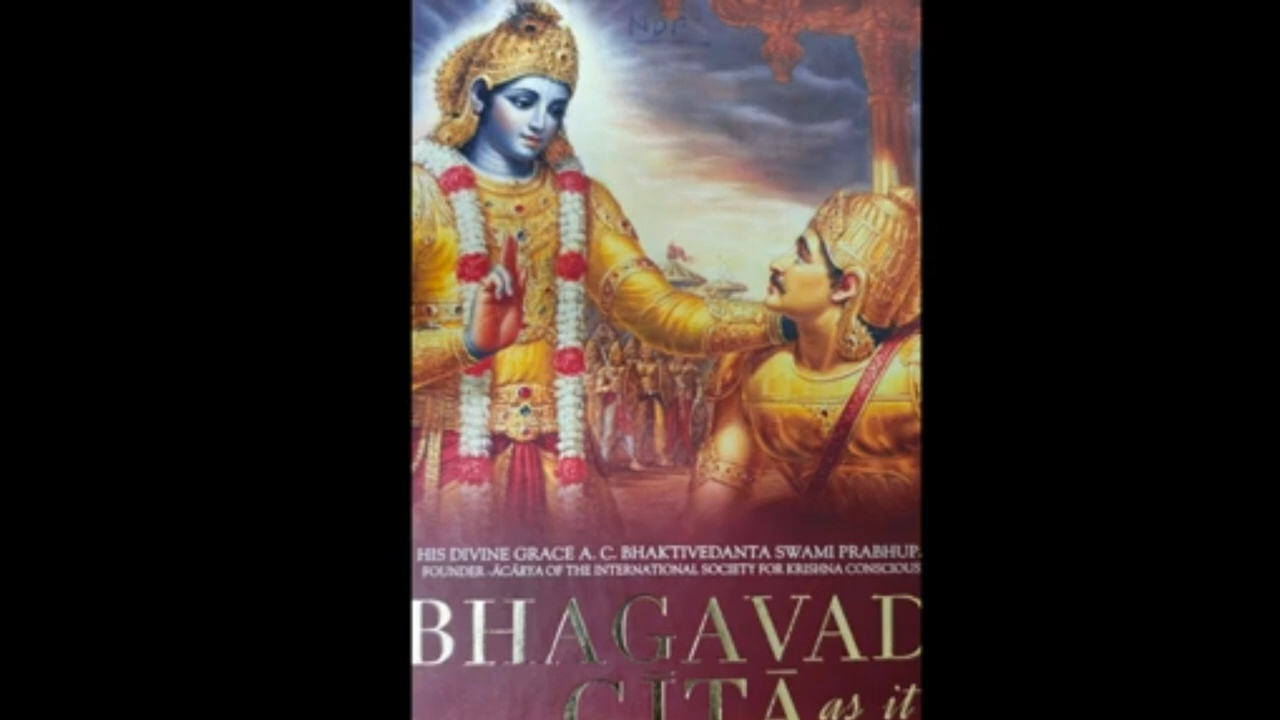 NDP
HIS DIVINE GRACE A. C. BHAKTIVEDANTA SWAMI PRABHUP
FOUNDER-ĀCĀRYA OF THE INTERNATIONAL SOCIETY FOR KRISHNA CONSCIOUS
BHAGAVAD
GĪTĀ as it